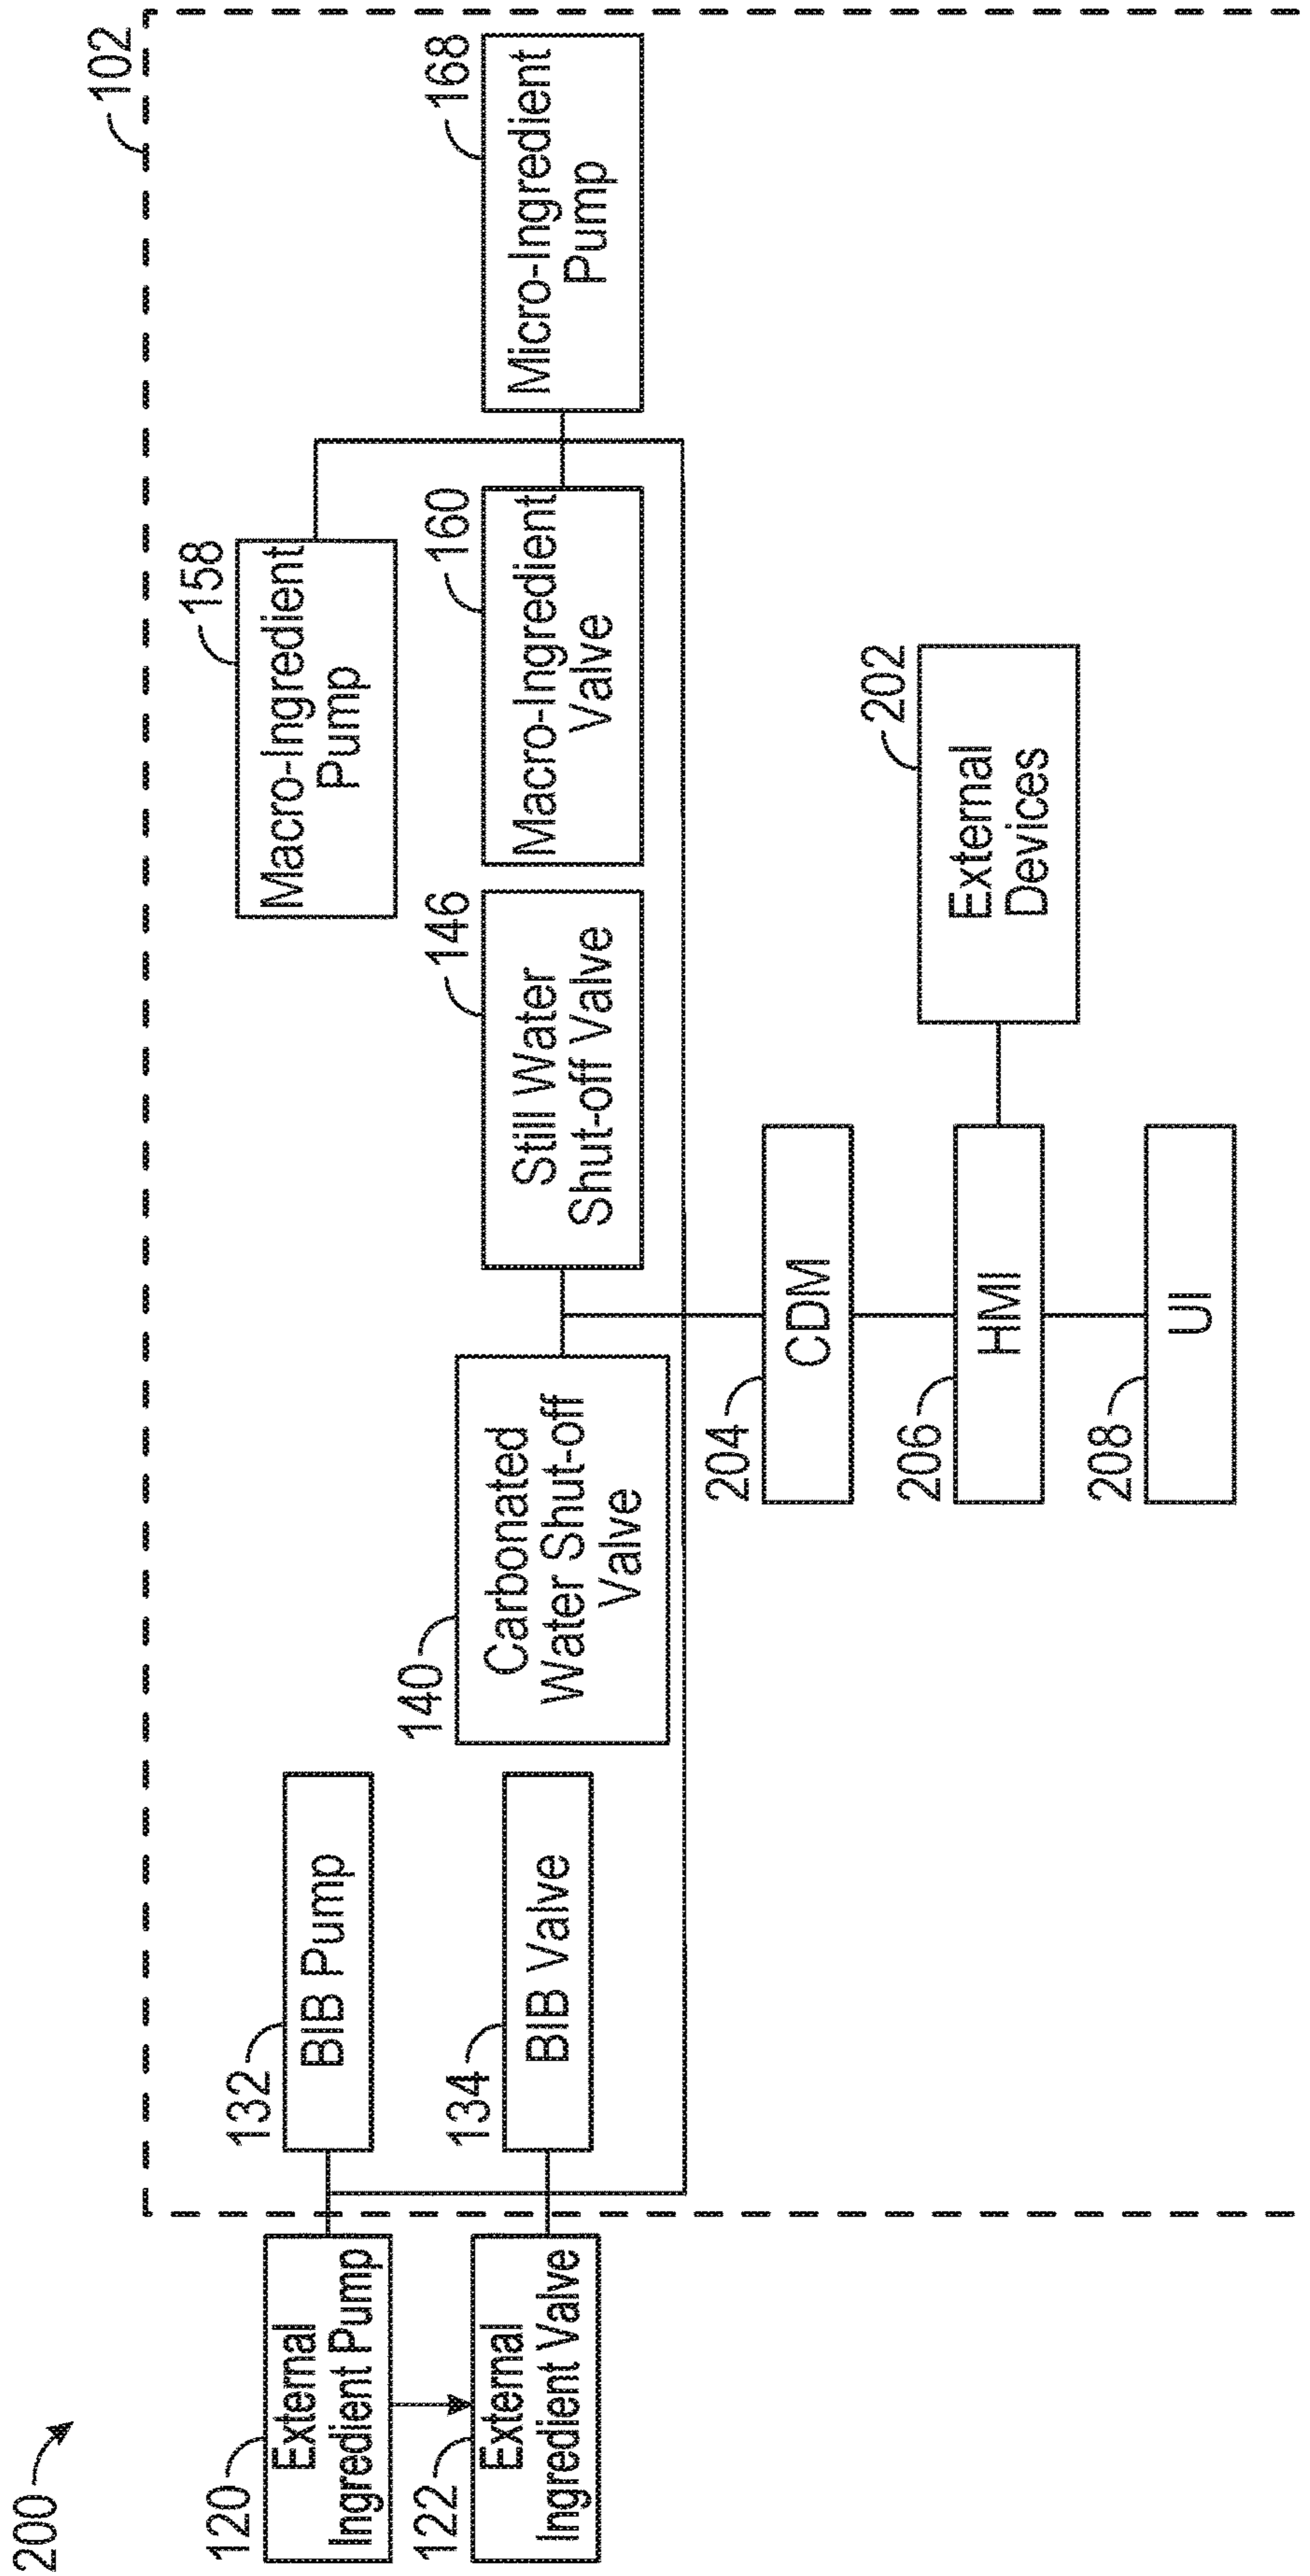 200
102
120
External
Ingredient Pump
132
BIB Pump
158
Macro-Ingredient
Pump
122
External
Ingredient Valve
134
BIB Valve
140
Carbonated
Water Shut-off
Valve
146
Still Water
Shut-off Valve
160
Macro-Ingredient
Valve
168
Micro-Ingredient
Pump
204
CDM
206
HMI
202
External
Devices
208
UI